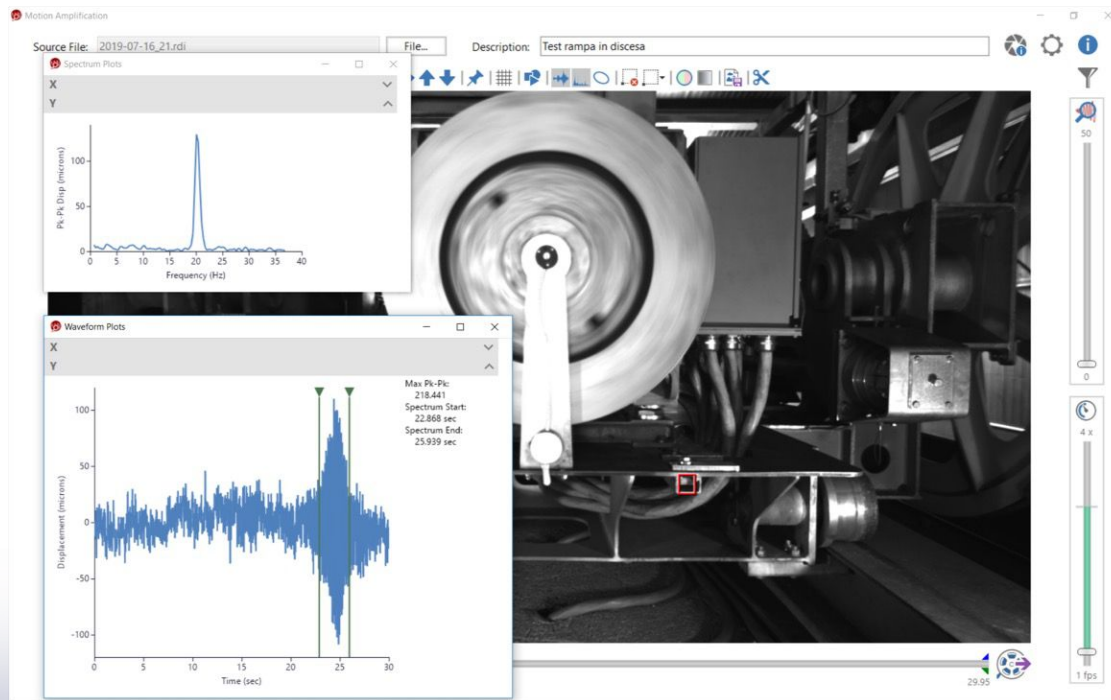 Motion Amplification
Source File: 2019-07-16_21.rdi File... Description: Test rampa in discesa
Spectrum Plots
X
Y
100
50
0
Pk-Pk Disp (microns)
0 5 10 15 20 25 30 35 40
Frequency (Hz)
Waveform Plots
X
Y
Max Pk-Pk:
218.441
Spectrum Start:
22.868 sec
Spectrum End:
25.939 sec
100
50
0
-50
-100
Displacement (microns)
0 5 10 15 20 25 30
Time (sec)
29.95
50
0
4 x
1 fps